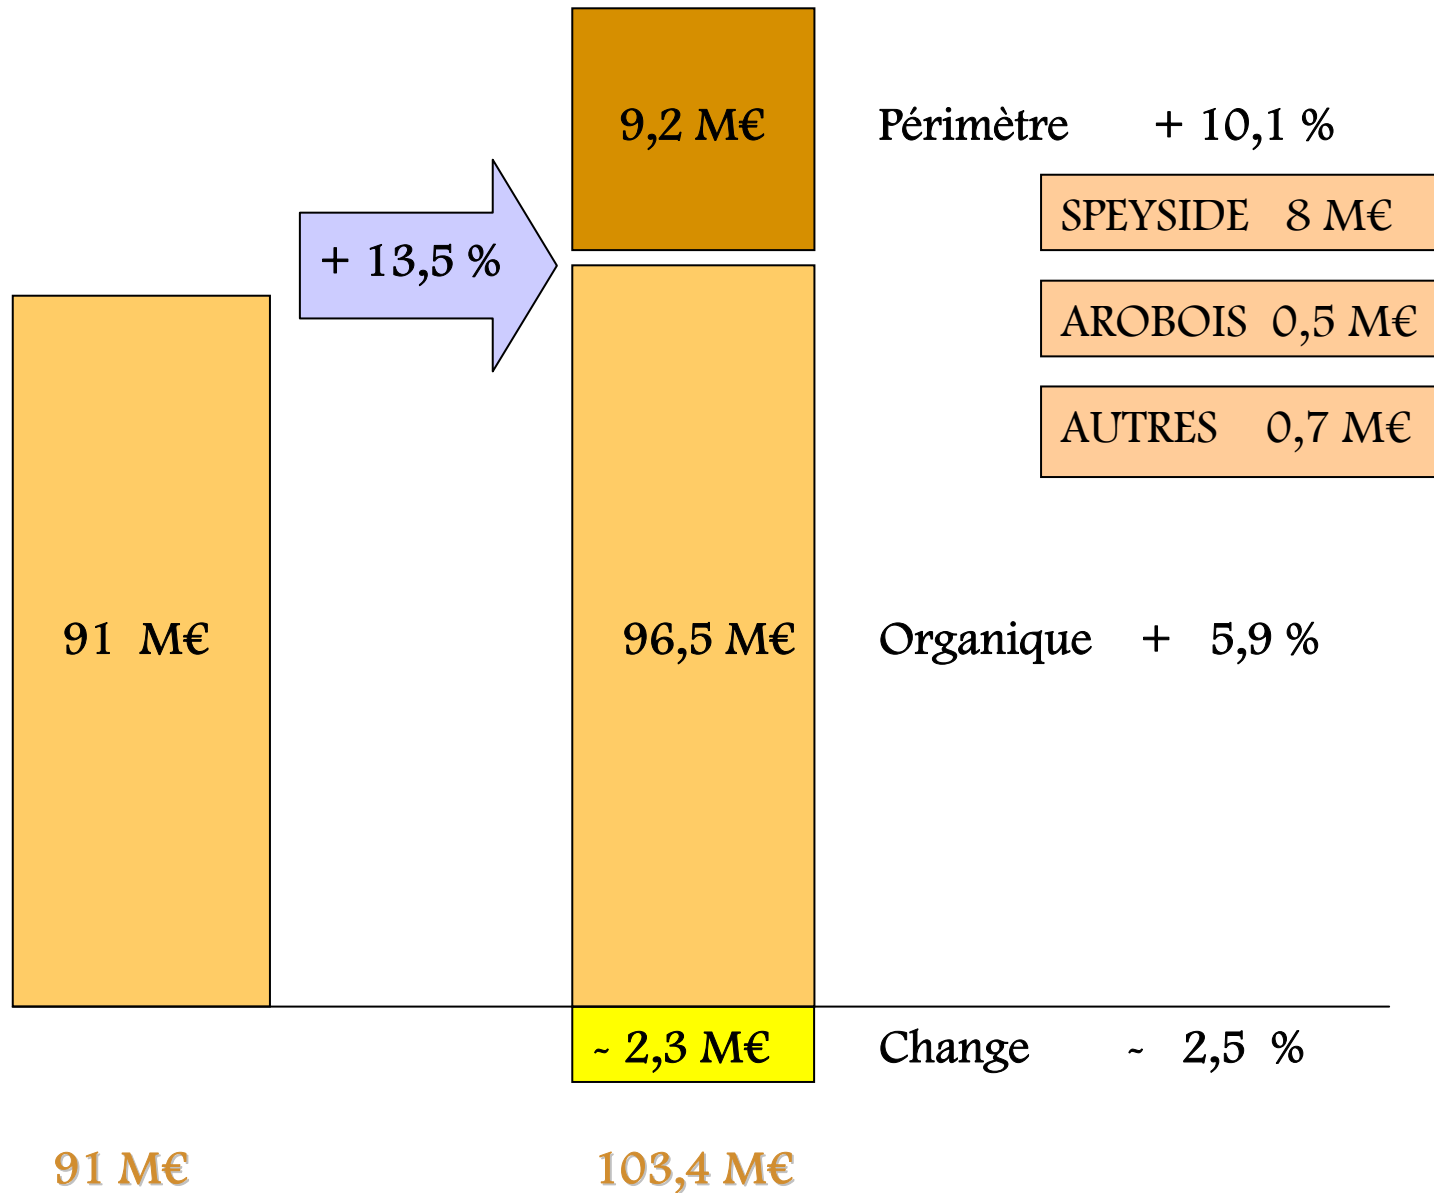 9,2 M€ Périmètre + 10,1 %
SPEYSIDE 8 M€
+ 13,5 %
AROBOIS 0,5 M€
AUTRES 0,7 M€
91 M€ 96,5 M€ Organique + 5,9 %
- 2,3 M€ Change - 2,5 %
91 M€ 103,4 M€